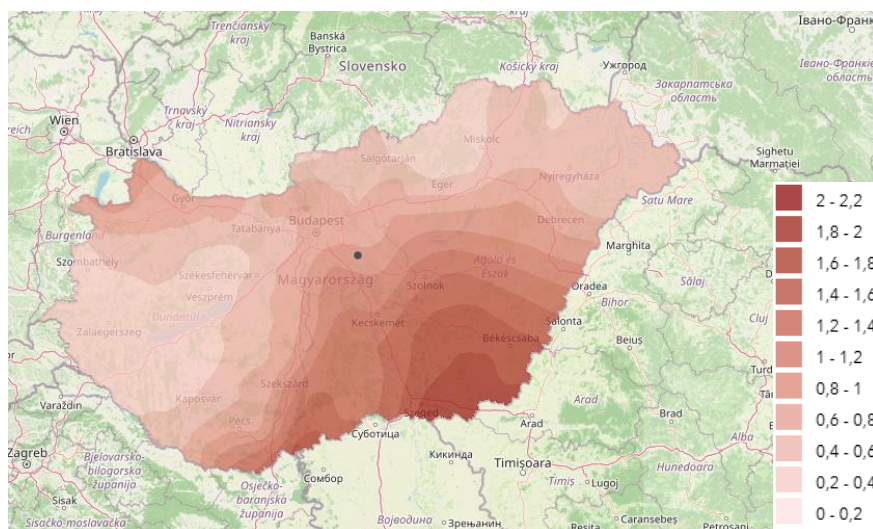 Trenčiansky
kraj
Banská
Bystrica
Slovensko
Košický kraj
Ужгород
Івано-Франк
Івано-Франкі
область
Закарпатська
область
Wien
Bratislava
Trnavský
kraj
Nitriansky
kraj
Miskolc
Salgótarján
Eger
Nyíregyháza
Sighetu
Marmației
Satu Mare
Győr
Tatabánya
Budapest
Debrecen
Burgenland
Szombathely
Székesfehérvár
Veszprém
Dunántúl
Magyarország
Alföld és
Észak
Szolnok
Marghita
Oradea
Bihor
Sălaj
Zalaegerszeg
Kecskemét
Békéscsaba
Salonta
Beiuș
Cluj
Kaposvár
Szekszárd
Pécs
Szeged
Arad
Arad
Brad
Alba
Turd
Varaždin
Zagreb
Bjelovarsko-
bilogorska
županija
Суботица
Кикинда
Timișoara
Сомбор
Osječko-
baranjska
županija
Војводина
Зрењанин
Timiș
Lugoj
Caransebeș
Hunedoara
Reșița
Petroșani
Sisak
Sisačko-moslavačka
2 - 2,2
1,8 - 2
1,6 - 1,8
1,4 - 1,6
1,2 - 1,4
1 - 1,2
0,8 - 1
0,6 - 0,8
0,4 - 0,6
0,2 - 0,4
0 - 0,2